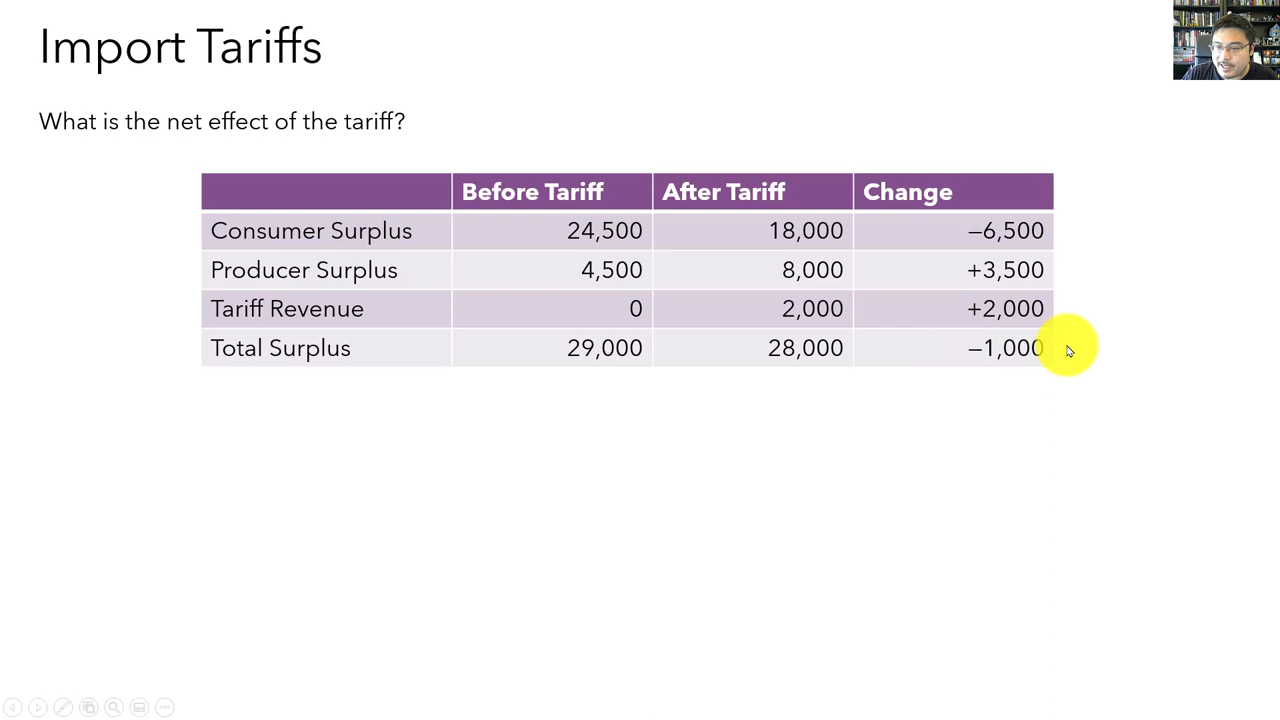 Import Tariffs
What is the net effect of the tariff?
Before Tariff After Tariff Change
Consumer Surplus 24,500 18,000 −6,500
Producer Surplus 4,500 8,000 +3,500
Tariff Revenue 0 2,000 +2,000
Total Surplus 29,000 28,000 −1,000